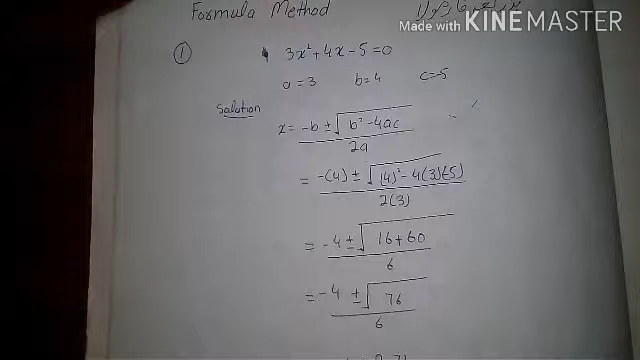 Formula Method
Made with KINEMASTER
① 3x² + 4x - 5 = 0
a = 3 b = 4 c = -5
Solution
x = -b ± √b² - 4ac / 2a
= -(4) ± √(4)² - 4(3)(-5) / 2(3)
= -4 ± √16 + 60 / 6
= -4 ± √76 / 6